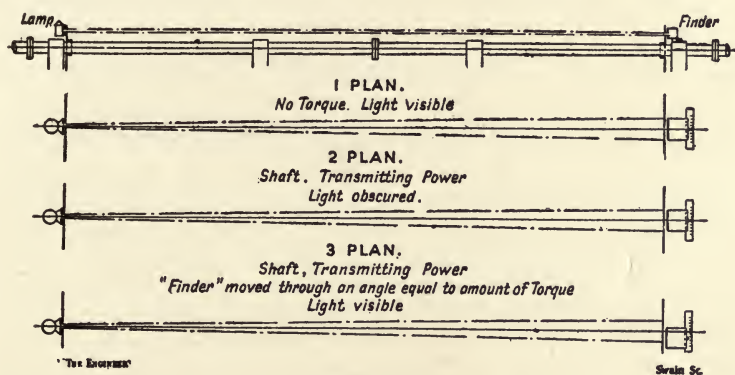 Lamp
Finder
1 PLAN.
No Torque. Light visible
2 PLAN.
Shaft. Transmitting Power
Light obscured.
3 PLAN.
Shaft, Transmitting Power
"Finder" moved through an angle equal to amount of Torque
Light visible
"THE ENGINEER"
Swain Sc.